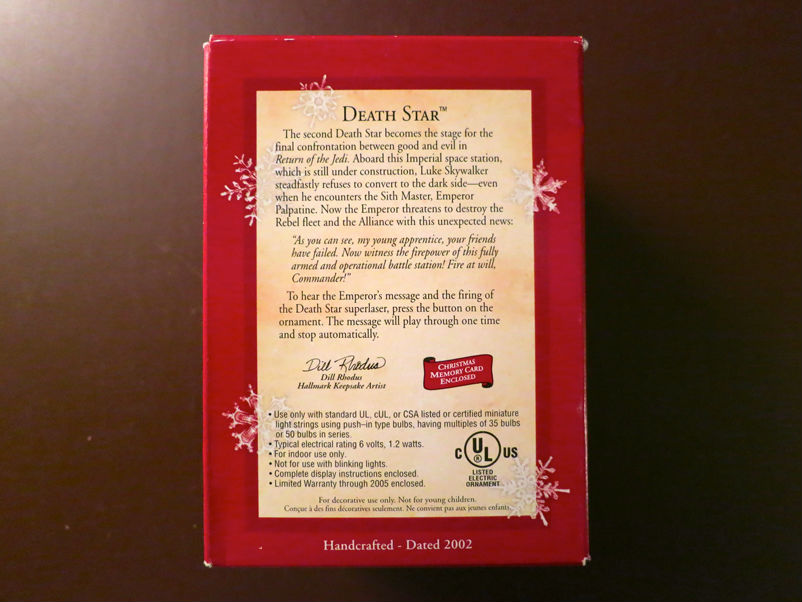 DEATH STAR™
The second Death Star becomes the stage for the
final confrontation between good and evil in
Return of the Jedi. Aboard this Imperial space station,
which is still under construction, Luke Skywalker
steadfastly refuses to convert to the dark side—even
when he encounters the Sith Master, Emperor
Palpatine. Now the Emperor threatens to destroy the
Rebel fleet and the Alliance with this unexpected news:
“As you can see, my young apprentice, your friends
have failed. Now witness the firepower of this fully
armed and operational battle station! Fire at will,
Commander!”
To hear the Emperor’s message and the firing of
the Death Star superlaser, press the button on the
ornament. The message will play through one time
and stop automatically.
Dill Rhodus
Dill Rhodus
Hallmark Keepsake Artist
CHRISTMAS
MEMORY CARD
ENCLOSED
• Use only with standard UL, cUL, or CSA listed or certified miniature
light strings using push–in type bulbs, having multiples of 35 bulbs
or 50 bulbs in series.
• Typical electrical rating 6 volts, 1.2 watts.
• For indoor use only.
• Not for use with blinking lights.
• Complete display instructions enclosed.
• Limited Warranty through 2005 enclosed.
C UL® US
LISTED
ELECTRIC
ORNAMENT
For decorative use only. Not for young children.
Conçue à des fins décoratives seulement. Ne convient pas aux jeunes enfants.
Handcrafted - Dated 2002